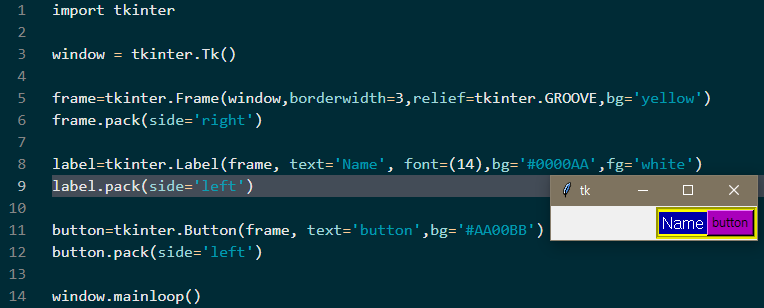 1 import tkinter
2
3 window = tkinter.Tk()
4
5 frame=tkinter.Frame(window,borderwidth=3,relief=tkinter.GROOVE,bg='yellow')
6 frame.pack(side='right')
7
8 label=tkinter.Label(frame, text='Name', font=(14),bg='#0000AA',fg='white')
9 label.pack(side='left')
10
11 button=tkinter.Button(frame, text='button',bg='#AA00BB')
12 button.pack(side='left')
13
14 window.mainloop()
tk
Name button